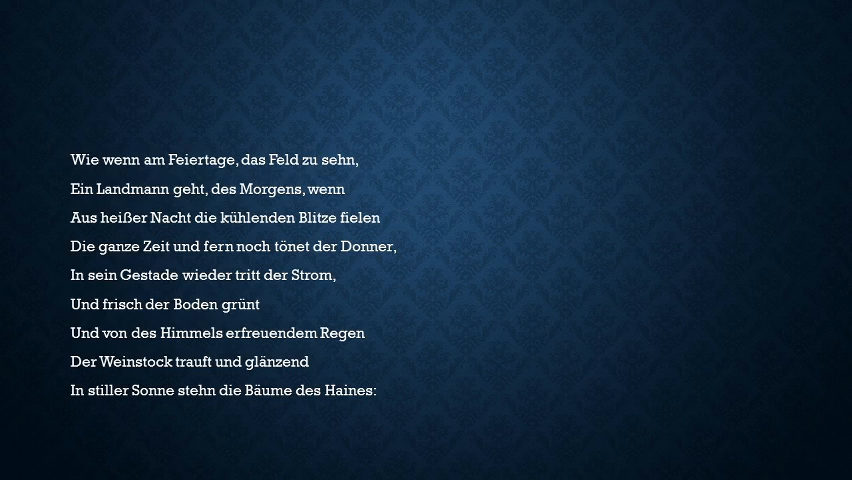 Wie wenn am Feiertage, das Feld zu sehn,
Ein Landmann geht, des Morgens, wenn
Aus heißer Nacht die kühlenden Blitze fielen
Die ganze Zeit und fern noch tönet der Donner,
In sein Gestade wieder tritt der Strom,
Und frisch der Boden grünt
Und von des Himmels erfreuendem Regen
Der Weinstock trauft und glänzend
In stiller Sonne stehn die Bäume des Haines: